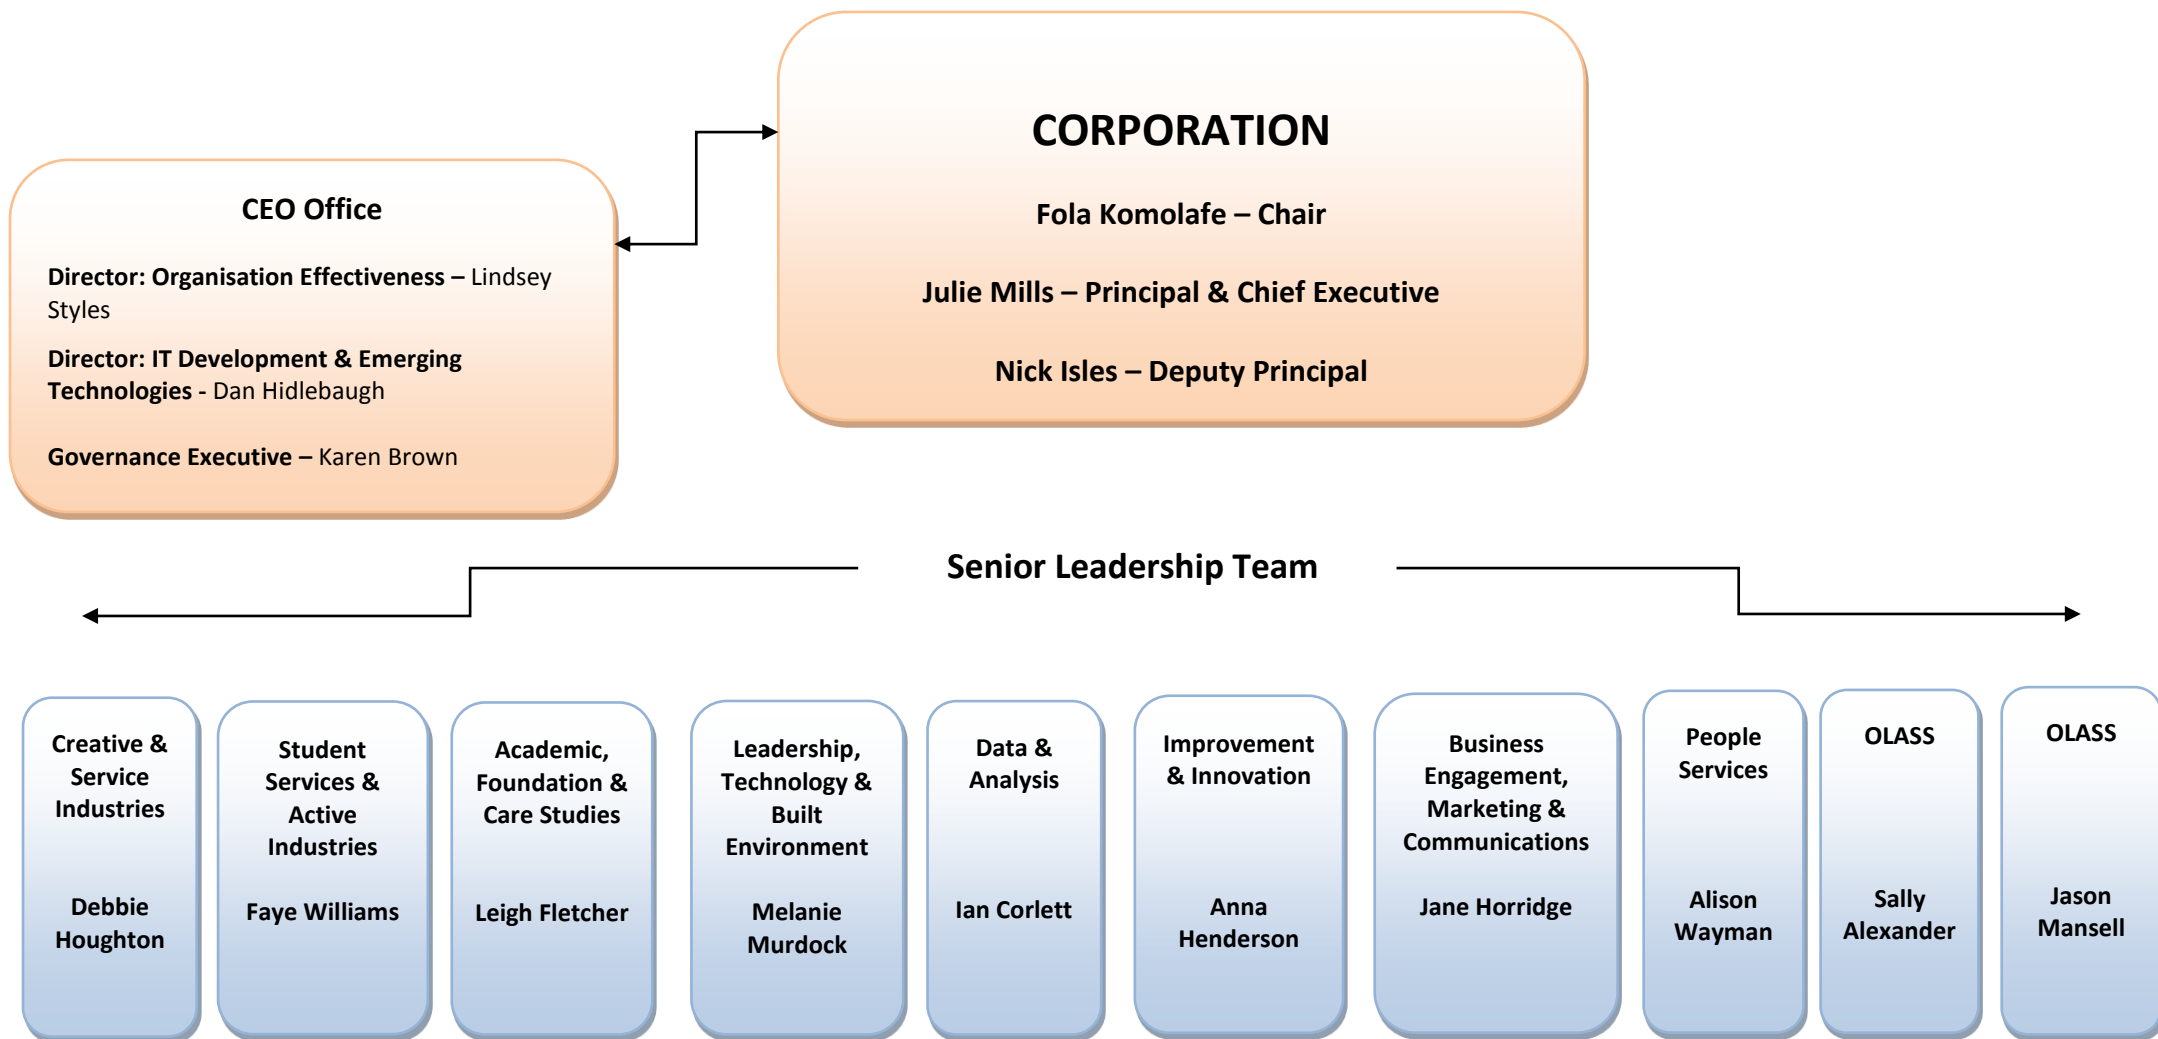 CORPORATION
Fola Komolafe – Chair
Julie Mills – Principal & Chief Executive
Nick Isles – Deputy Principal
CEO Office
Director: Organisation Effectiveness – Lindsey
Styles
Director: IT Development & Emerging
Technologies - Dan Hidlebaugh
Governance Executive – Karen Brown
Senior Leadership Team
Creative &
Service
Industries
Debbie
Houghton
Student
Services &
Active
Industries
Faye Williams
Academic,
Foundation &
Care Studies
Leigh Fletcher
Leadership,
Technology &
Built
Environment
Melanie
Murdock
Data &
Analysis
Ian Corlett
Improvement
& Innovation
Anna
Henderson
Business
Engagement,
Marketing &
Communications
Jane Horridge
People
Services
Alison
Wayman
OLASS
Sally
Alexander
OLASS
Jason
Mansell